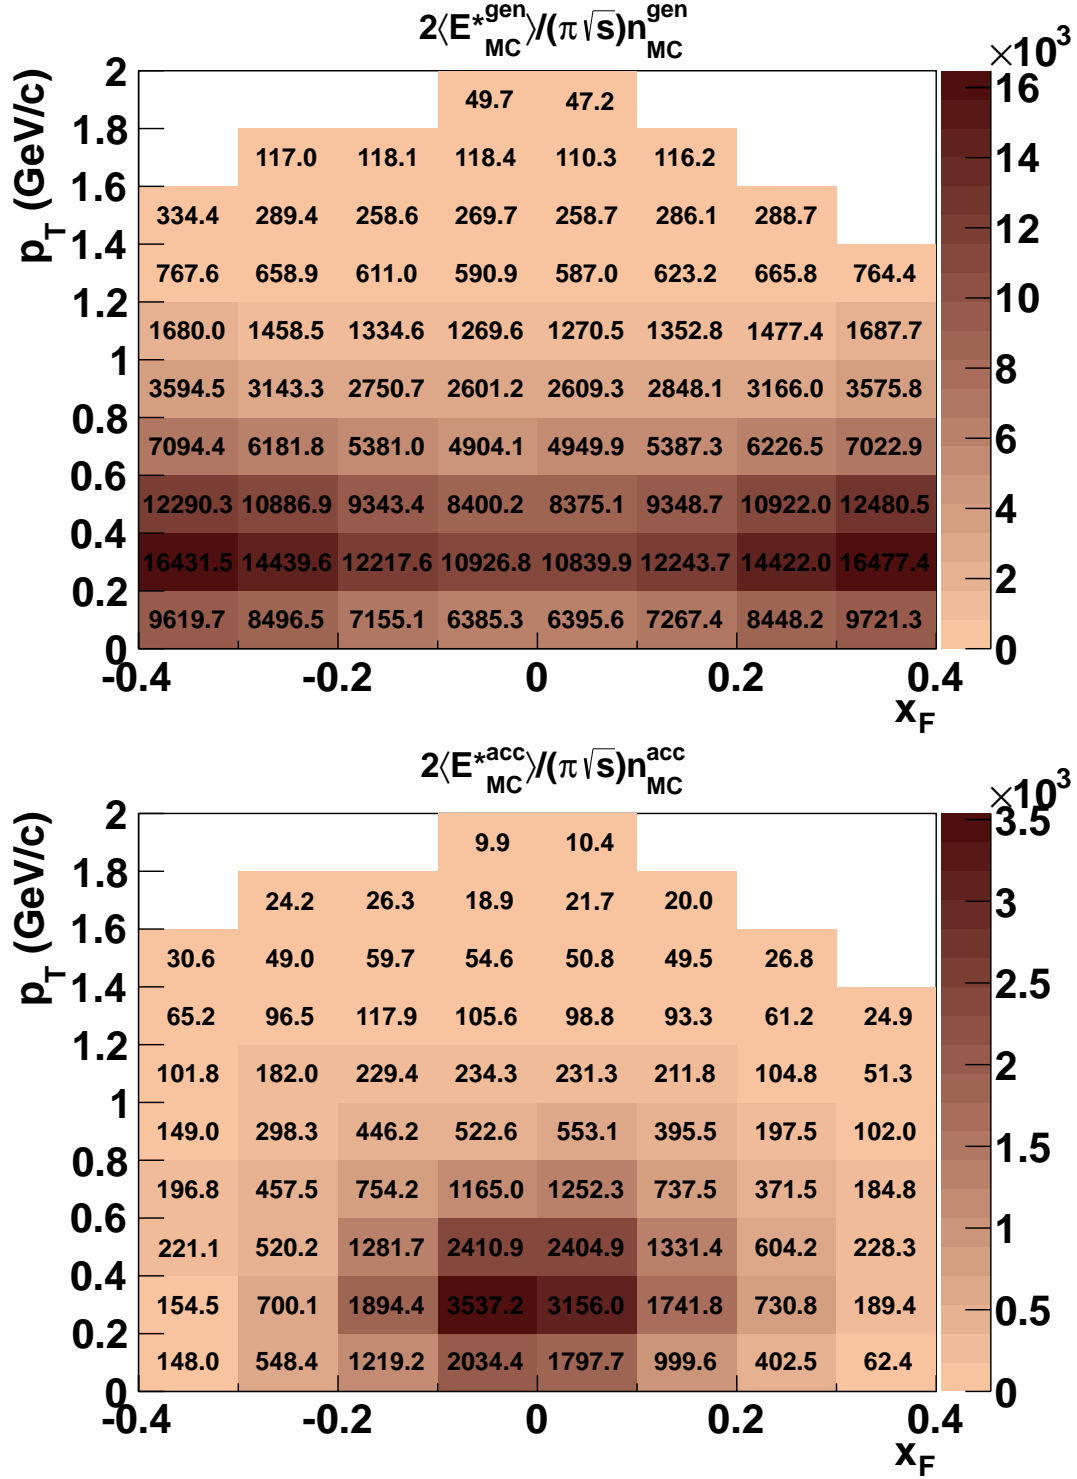 2⟨E*^gen_MC⟩/(π√s)n^gen_MC
×10³
p_T (GeV/c)
2
49.7 47.2
16
1.8
117.0 118.1 118.4 110.3 116.2
14
1.6
334.4 289.4 258.6 269.7 258.7 286.1 288.7
12
1.4
767.6 658.9 611.0 590.9 587.0 623.2 665.8 764.4
10
1.2
1680.0 1458.5 1334.6 1269.6 1270.5 1352.8 1477.4 1687.7
8
1
3594.5 3143.3 2750.7 2601.2 2609.3 2848.1 3166.0 3575.8
0.8
7094.4 6181.8 5381.0 4904.1 4949.9 5387.3 6226.5 7022.9
6
0.6
12290.3 10886.9 9343.4 8400.2 8375.1 9348.7 10922.0 12480.5
4
0.4
16431.5 14439.6 12217.6 10926.8 10839.9 12243.7 14422.0 16477.4
2
0.2
9619.7 8496.5 7155.1 6385.3 6395.6 7267.4 8448.2 9721.3
0
0
-0.4 -0.2 0 0.2 0.4
x_F
2⟨E*^acc_MC⟩/(π√s)n^acc_MC
×10³
p_T (GeV/c)
2
3.5
9.9 10.4
1.8
24.2 26.3 18.9 21.7 20.0
3
1.6
30.6 49.0 59.7 54.6 50.8 49.5 26.8
2.5
1.4
65.2 96.5 117.9 105.6 98.8 93.3 61.2 24.9
1.2
101.8 182.0 229.4 234.3 231.3 211.8 104.8 51.3
2
1
149.0 298.3 446.2 522.6 553.1 395.5 197.5 102.0
1.5
0.8
196.8 457.5 754.2 1165.0 1252.3 737.5 371.5 184.8
0.6
1
221.1 520.2 1281.7 2410.9 2404.9 1331.4 604.2 228.3
0.4
154.5 700.1 1894.4 3537.2 3156.0 1741.8 730.8 189.4
0.5
0.2
148.0 548.4 1219.2 2034.4 1797.7 999.6 402.5 62.4
0
0
-0.4 -0.2 0 0.2 0.4
x_F